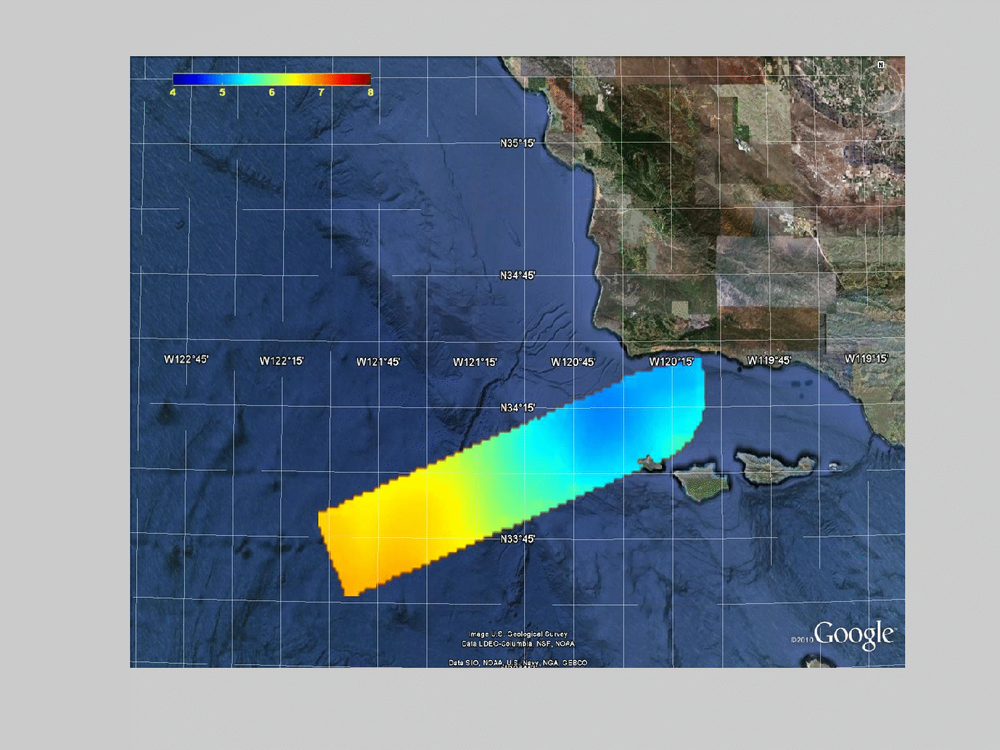 N
4 5 6 7 8
N35°15'
N34°45'
W122°45' W122°15' W121°45' W121°15' W120°45' W120°15' W119°45' W119°15'
N34°15'
N33°45'
Image U.S. Geological Survey
Data LDEO-Columbia, NSF, NOAA
©2010 Google™
Data SIO, NOAA, U.S. Navy, NGA, GEBCO